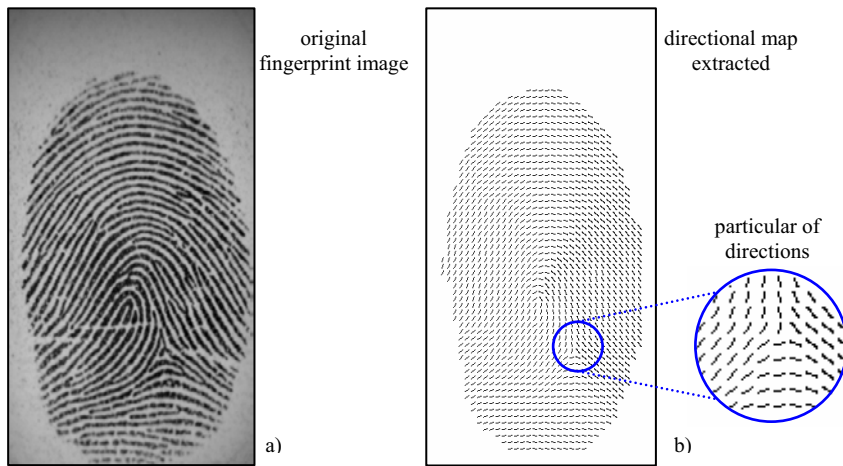 original
fingerprint image
directional map
extracted
particular of
directions
a)
b)